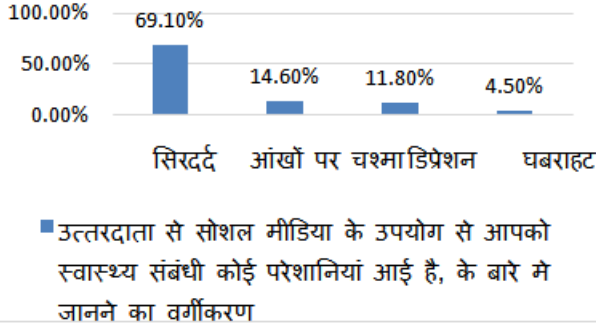 100.00%
69.10%
50.00%
14.60%
11.80%
4.50%
0.00%
सिरदर्द आंखों पर चश्मा डिप्रेशन घबराहट
उत्तरदाता से सोशल मीडिया के उपयोग से आपको
स्वास्थ्य संबंधी कोई परेशानियां आई है, के बारे मे
जानने का वर्गीकरण